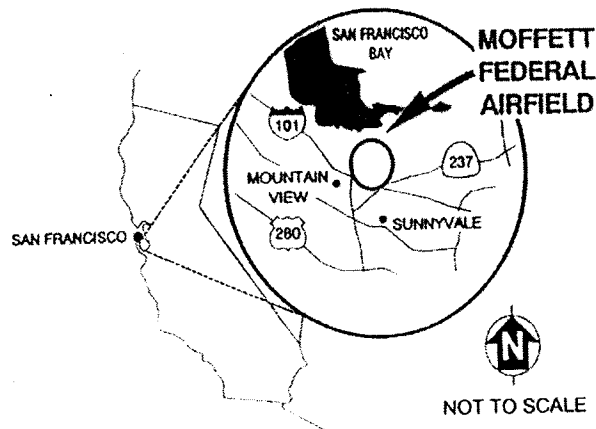 SAN FRANCISCO
BAY
MOFFETT
FEDERAL
AIRFIELD
101
237
MOUNTAIN
VIEW
SUNNYVALE
280
SAN FRANCISCO
N
NOT TO SCALE